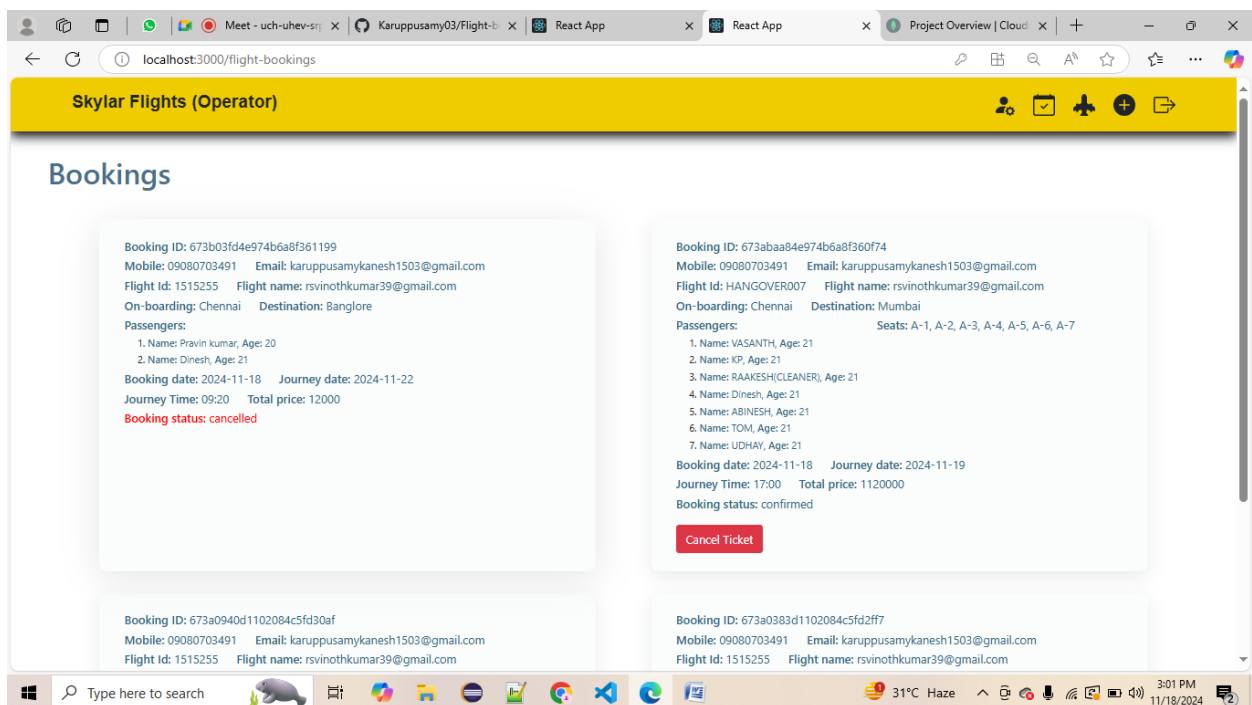 Meet - uch-uhev-srp
Karuppusamy03/Flight-b
React App
React App
Project Overview | Cloud
localhost:3000/flight-bookings
Skylar Flights (Operator)
Bookings
Booking ID: 673b03fd4e974b6a8f361199
Mobile: 09080703491 Email: karuppusamykanesh1503@gmail.com
Flight Id: 1515255 Flight name: rsvinothkumar39@gmail.com
On-boarding: Chennai Destination: Banglore
Passengers:
1. Name: Pravin kumar, Age: 20
2. Name: Dinesh, Age: 21
Booking date: 2024-11-18 Journey date: 2024-11-22
Journey Time: 09:20 Total price: 12000
Booking status: cancelled
Booking ID: 673abaa84e974b6a8f360f74
Mobile: 09080703491 Email: karuppusamykanesh1503@gmail.com
Flight Id: HANGOVER007 Flight name: rsvinothkumar39@gmail.com
On-boarding: Chennai Destination: Mumbai
Passengers: Seats: A-1, A-2, A-3, A-4, A-5, A-6, A-7
1. Name: VASANTH, Age: 21
2. Name: KP, Age: 21
3. Name: RAAKESH(CLEANER), Age: 21
4. Name: Dinesh, Age: 21
5. Name: ABINESH, Age: 21
6. Name: TOM, Age: 21
7. Name: UDHAY, Age: 21
Booking date: 2024-11-18 Journey date: 2024-11-19
Journey Time: 17:00 Total price: 1120000
Booking status: confirmed
Cancel Ticket
Booking ID: 673a0940d1102084c5fd30af
Mobile: 09080703491 Email: karuppusamykanesh1503@gmail.com
Flight Id: 1515255 Flight name: rsvinothkumar39@gmail.com
Booking ID: 673a0383d1102084c5fd2ff7
Mobile: 09080703491 Email: karuppusamykanesh1503@gmail.com
Flight Id: 1515255 Flight name: rsvinothkumar39@gmail.com
Type here to search
31°C Haze
3:01 PM
11/18/2024
2